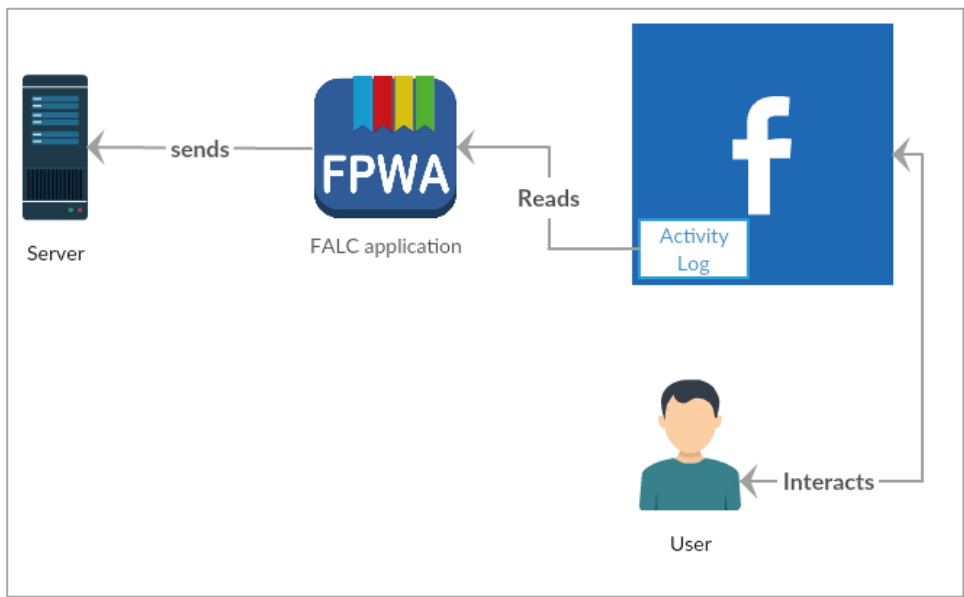 sends
FPWA
Reads
f
Activity
Log
Server
FALC application
Interacts
User